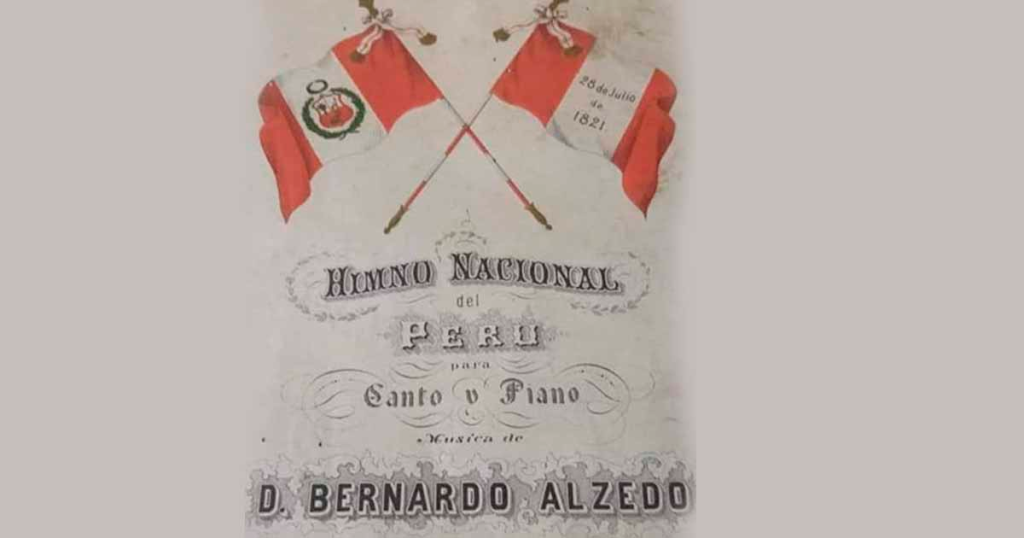 28 de Julio
de
1821.
HIMNO NACIONAL
del
PERU
para
Canto y Piano
Musica de
D. BERNARDO ALZEDO